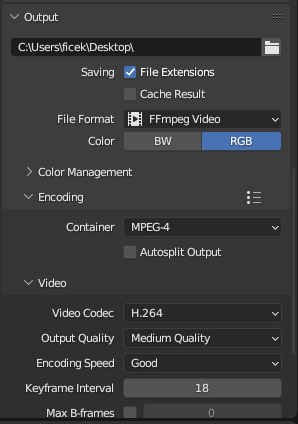 Output
C:\Users\ficek\Desktop\
Saving File Extensions
Cache Result
File Format FFmpeg Video
Color BW RGB
Color Management
Encoding
Container MPEG-4
Autosplit Output
Video
Video Codec H.264
Output Quality Medium Quality
Encoding Speed Good
Keyframe Interval 18
Max B-frames 0